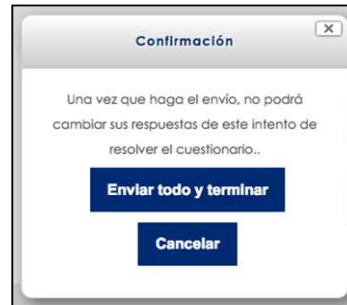 Confirmación
Una vez que haga el envío, no podrá
cambiar sus respuestas de este intento de
resolver el cuestionario..
Enviar todo y terminar
Cancelar